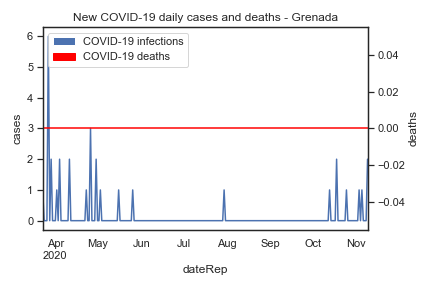 New COVID-19 daily cases and deaths - Grenada
COVID-19 infections
COVID-19 deaths
6
5
4
3
2
1
0
cases
0.04
0.02
0.00
−0.02
−0.04
deaths
Apr May Jun Jul Aug Sep Oct Nov
2020
dateRep